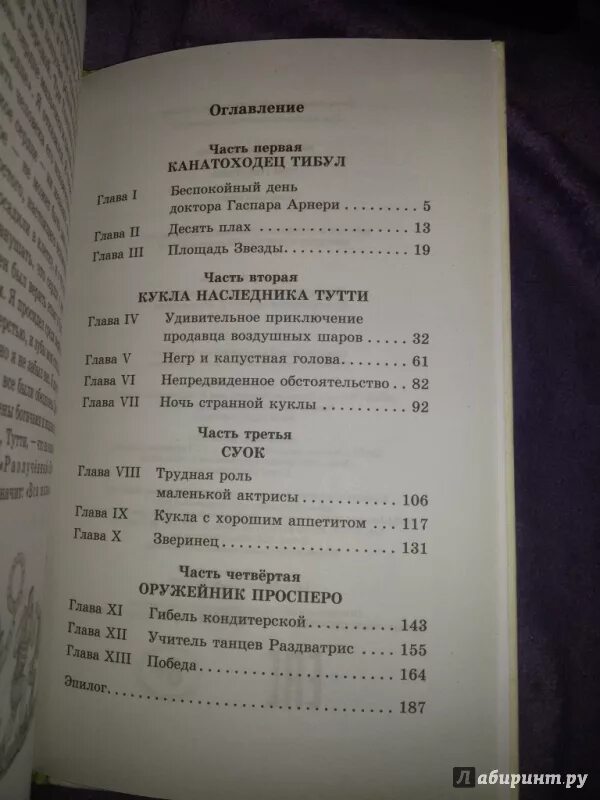 Оглавление
Часть первая
КАНАТОХОДЕЦ ТИБУЛ
Глава I Беспокойный день
доктора Гаспара Арнери 5
Глава II Десять плах 13
Глава III Площадь Звезды 19
Часть вторая
КУКЛА НАСЛЕДНИКА ТУТТИ
Глава IV Удивительное приключение
продавца воздушных шаров 32
Глава V Негр и капустная голова 61
Глава VI Непредвиденное обстоятельство 82
Глава VII Ночь странной куклы 92
Часть третья
СУОК
Глава VIII Трудная роль
маленькой актрисы 106
Глава IX Кукла с хорошим аппетитом 117
Глава X Зверинец 131
Часть четвёртая
ОРУЖЕЙНИК ПРОСПЕРО
Глава XI Гибель кондитерской 143
Глава XII Учитель танцев Раздватрис 155
Глава XIII Победа 164
Эпилог 187
Лабиринт.ру